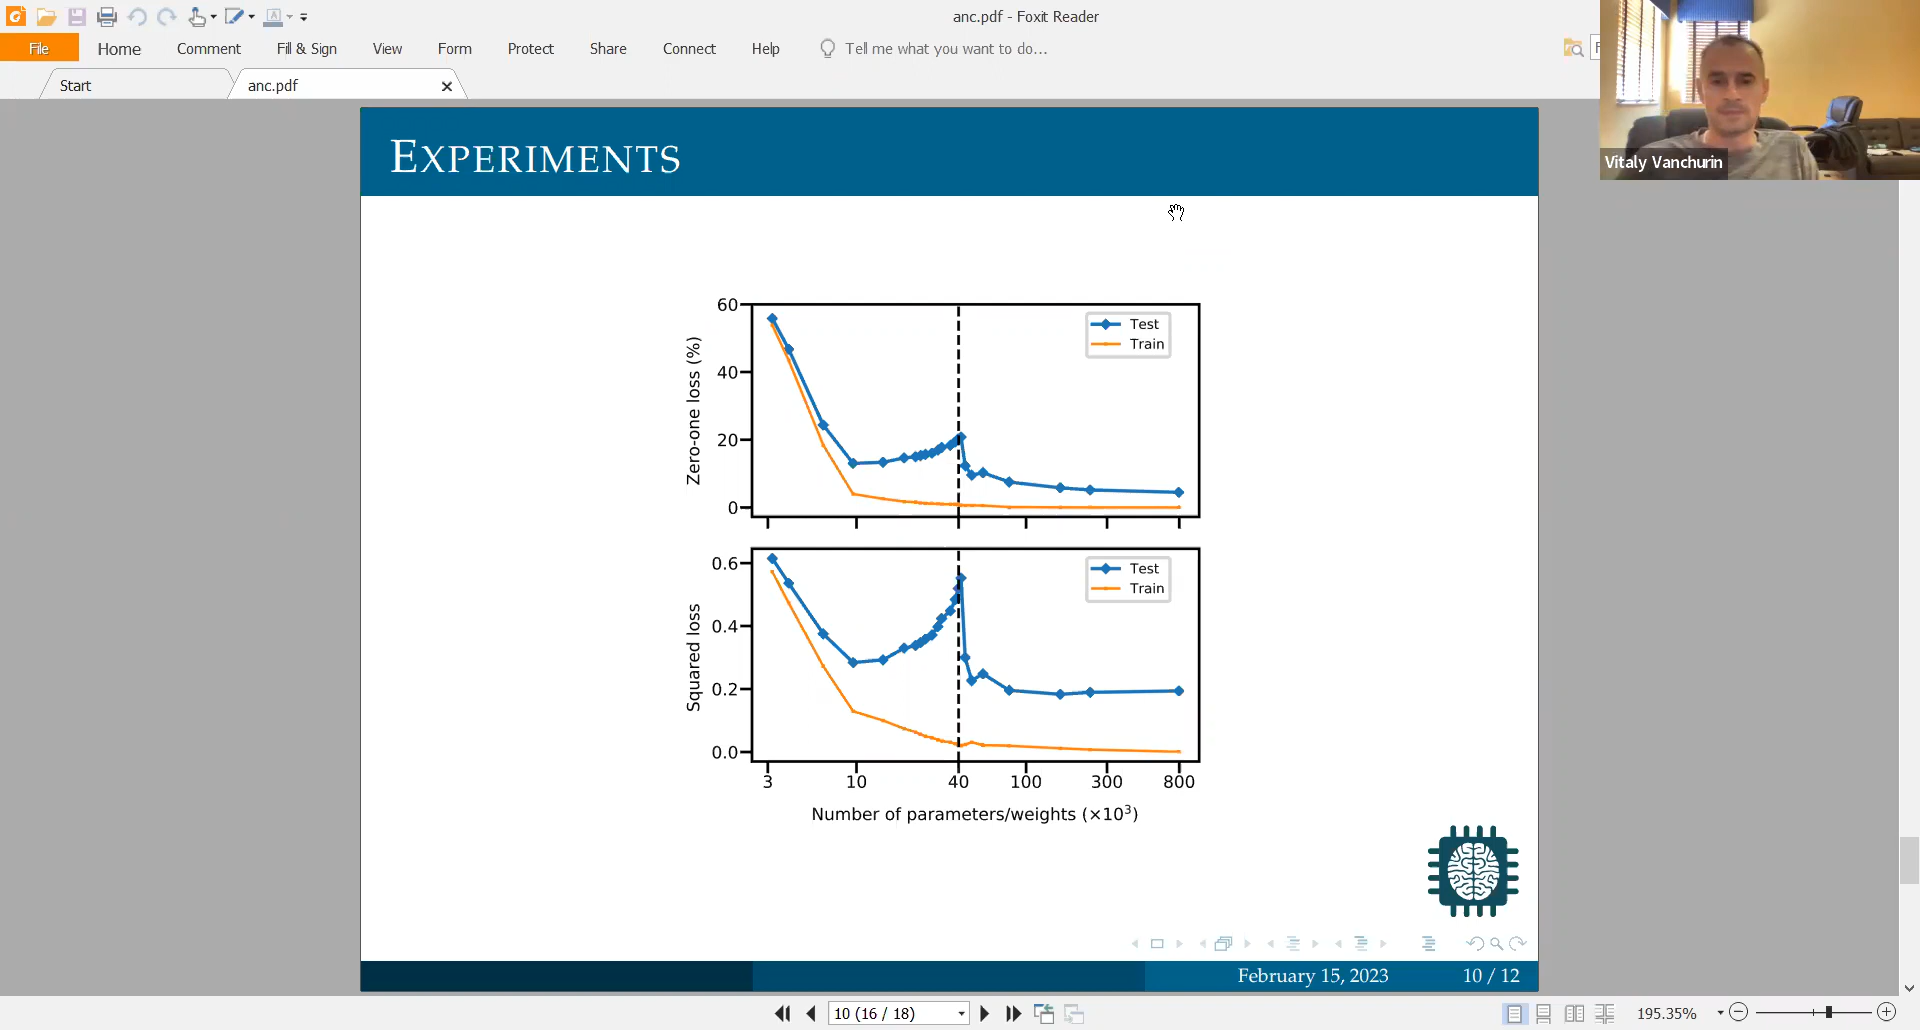 anc.pdf - Foxit Reader
File Home Comment Fill & Sign View Form Protect Share Connect Help Tell me what you want to do... F
Start anc.pdf
Vitaly Vanchurin
EXPERIMENTS
60
40
20
0
Zero-one loss (%)
Test
Train
0.6
0.4
0.2
0.0
Squared loss
Test
Train
3 10 40 100 300 800
Number of parameters/weights (×10³)
February 15, 2023 10 / 12
10 (16 / 18) 195.35%